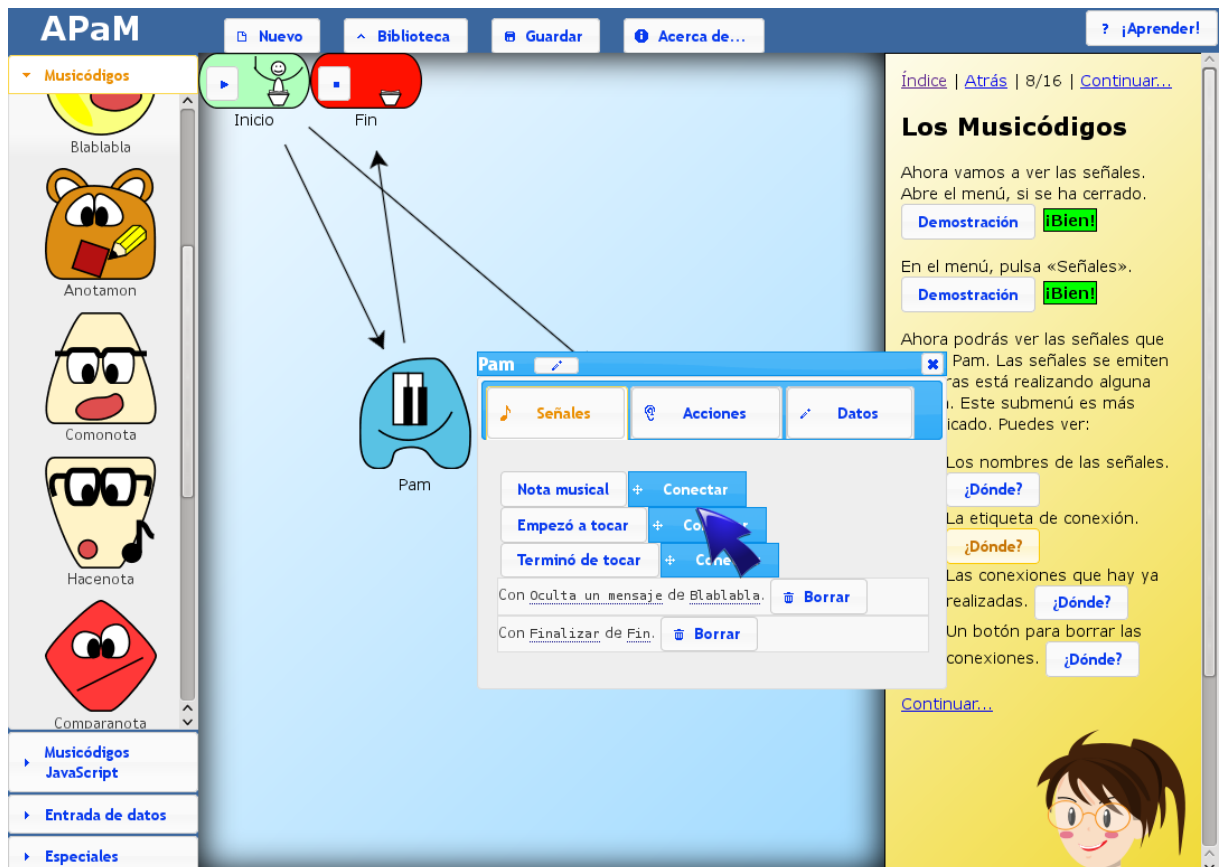 APaM
Nuevo
Biblioteca
Guardar
Acerca de...
? ¡Aprender!
Musicódigos
Blablabla
Anotamon
Comonota
Hacenota
Comparanota
Musicódigos
JavaScript
Entrada de datos
Especiales
Inicio
Fin
Pam
Pam
Señales
Acciones
Datos
Nota musical
Conectar
Empezó a tocar
Terminó de tocar
Con Oculta un mensaje de Blablabla.
Borrar
Con Finalizar de Fin.
Borrar
Índice | Atrás | 8/16 | Continuar...
Los Musicódigos
Ahora vamos a ver las señales.
Abre el menú, si se ha cerrado.
Demostración ¡Bien!
En el menú, pulsa «Señales».
Demostración ¡Bien!
Ahora podrás ver las señales que
Pam. Las señales se emiten
está realizando alguna
Este submenú es más
Puedes ver:
Los nombres de las señales.
¿Dónde?
La etiqueta de conexión.
¿Dónde?
Las conexiones que hay ya
realizadas. ¿Dónde?
Un botón para borrar las
conexiones. ¿Dónde?
Continuar...